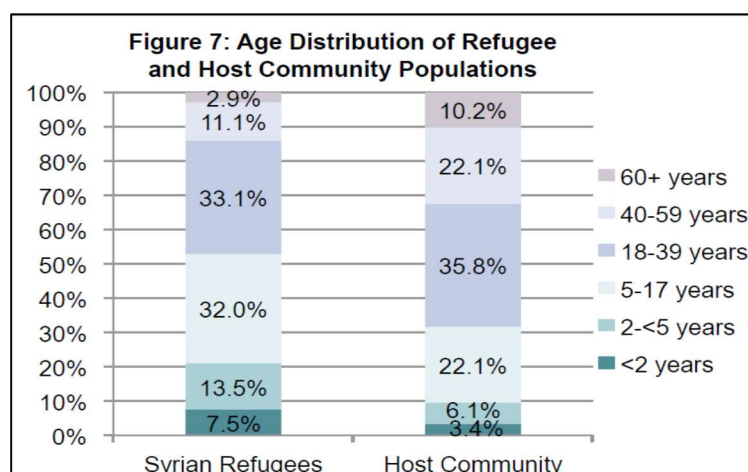 Figure 7: Age Distribution of Refugee
and Host Community Populations
100%
90%
80%
70%
60%
50%
40%
30%
20%
10%
0%
2.9%
11.1%
33.1%
32.0%
13.5%
7.5%
10.2%
22.1%
35.8%
22.1%
6.1%
3.4%
60+ years
40-59 years
18-39 years
5-17 years
2-<5 years
<2 years
Syrian Refugees
Host Community